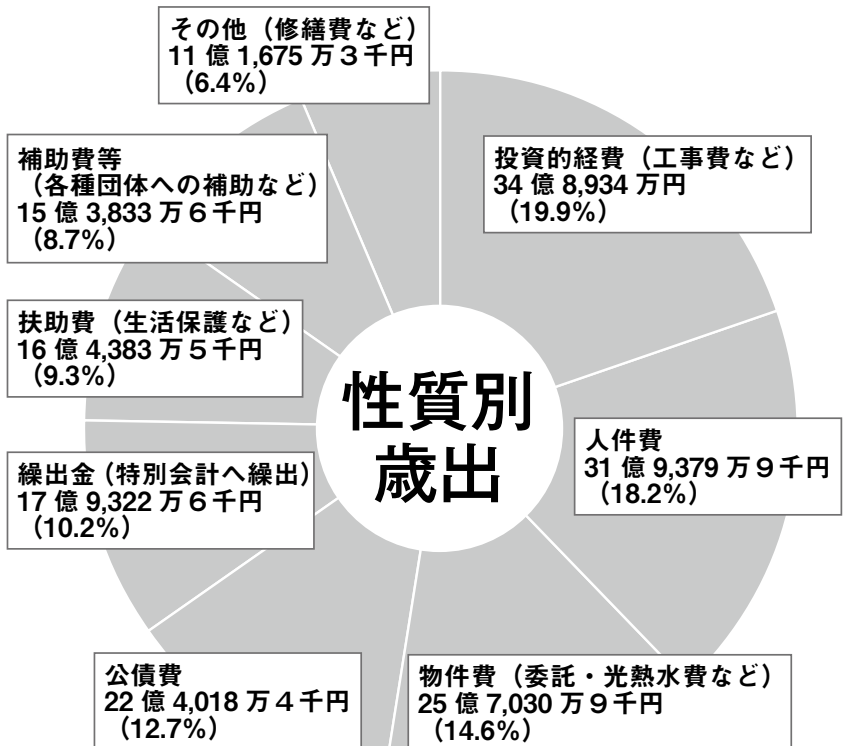 その他（修繕費など）
11 億 1,675 万３千円
（6.4%）
投資的経費（工事費など）
34 億 8,934 万円
（19.9%）
補助費等
（各種団体への補助など）
15 億 3,833 万６千円
（8.7%）
扶助費（生活保護など）
16 億 4,383 万５千円
（9.3%）
性質別
歳出
人件費
31 億 9,379 万９千円
（18.2%）
繰出金（特別会計へ繰出）
17 億 9,322 万６千円
（10.2%）
公債費
22 億 4,018 万４千円
（12.7%）
物件費（委託・光熱水費など）
25 億 7,030 万９千円
（14.6%）